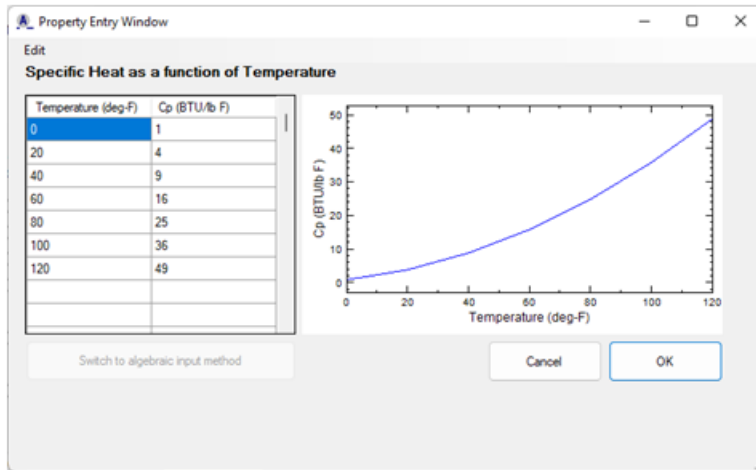 Property Entry Window
Edit
Specific Heat as a function of Temperature
Temperature (deg-F) Cp (BTU/lb F)
0 1
20 4
40 9
60 16
80 25
100 36
120 49
50
40
30
20
10
0
Cp (BTU/lb F)
0 20 40 60 80 100 120
Temperature (deg-F)
Switch to algebraic input method
Cancel OK